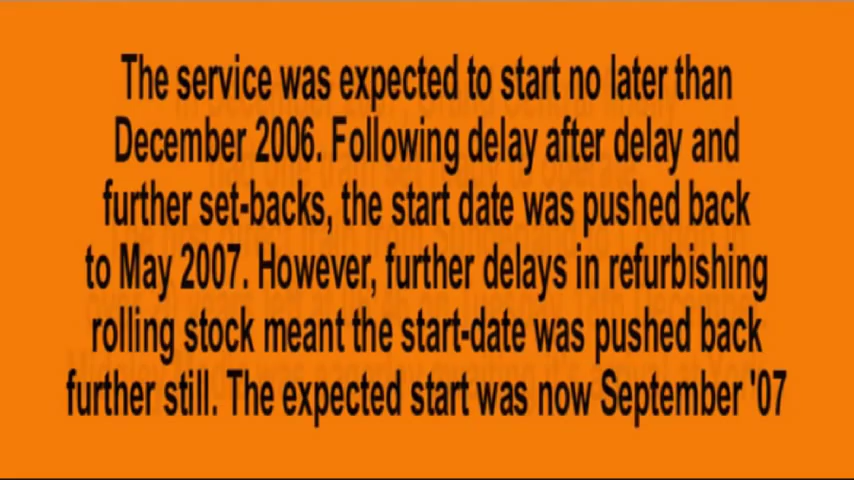 The service was expected to start no later than
December 2006. Following delay after delay and
further set-backs, the start date was pushed back
to May 2007. However, further delays in refurbishing
rolling stock meant the start-date was pushed back
further still. The expected start was now September '07